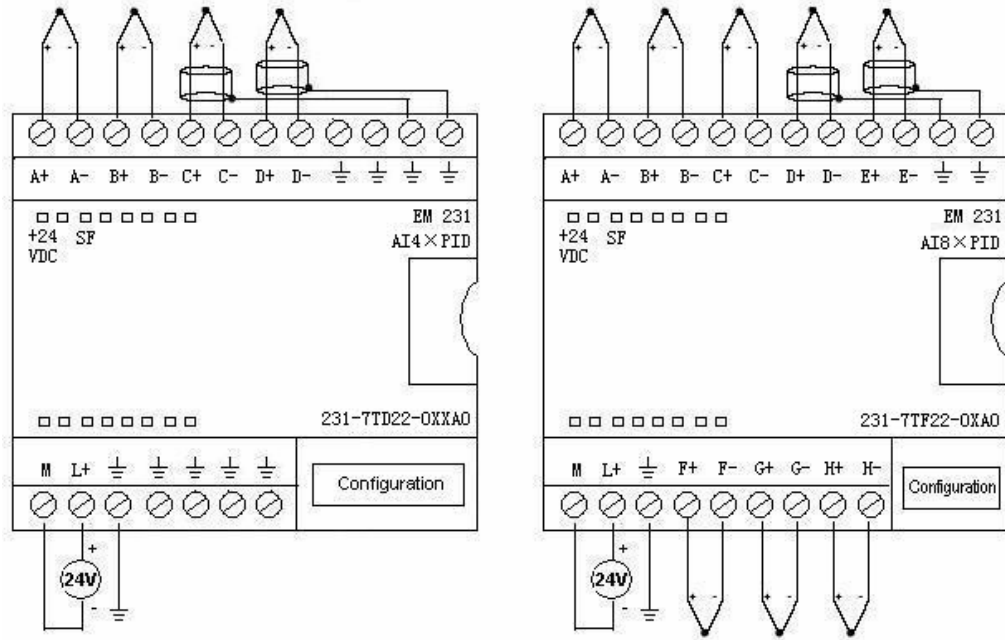 + - + - + - + -
A+ A- B+ B- C+ C- D+ D-
+24 SF EM 231
VDC AI4×PID
231-7TD22-0XXA0
M L+
Configuration
+
24V
-
+ - + - + - + - + -
A+ A- B+ B- C+ C- D+ D- E+ E-
+24 SF EM 231
VDC AI8×PID
231-7TF22-0XA0
M L+ F+ F- G+ G- H+ H-
Configuration
+
24V
-
+ - + - + -